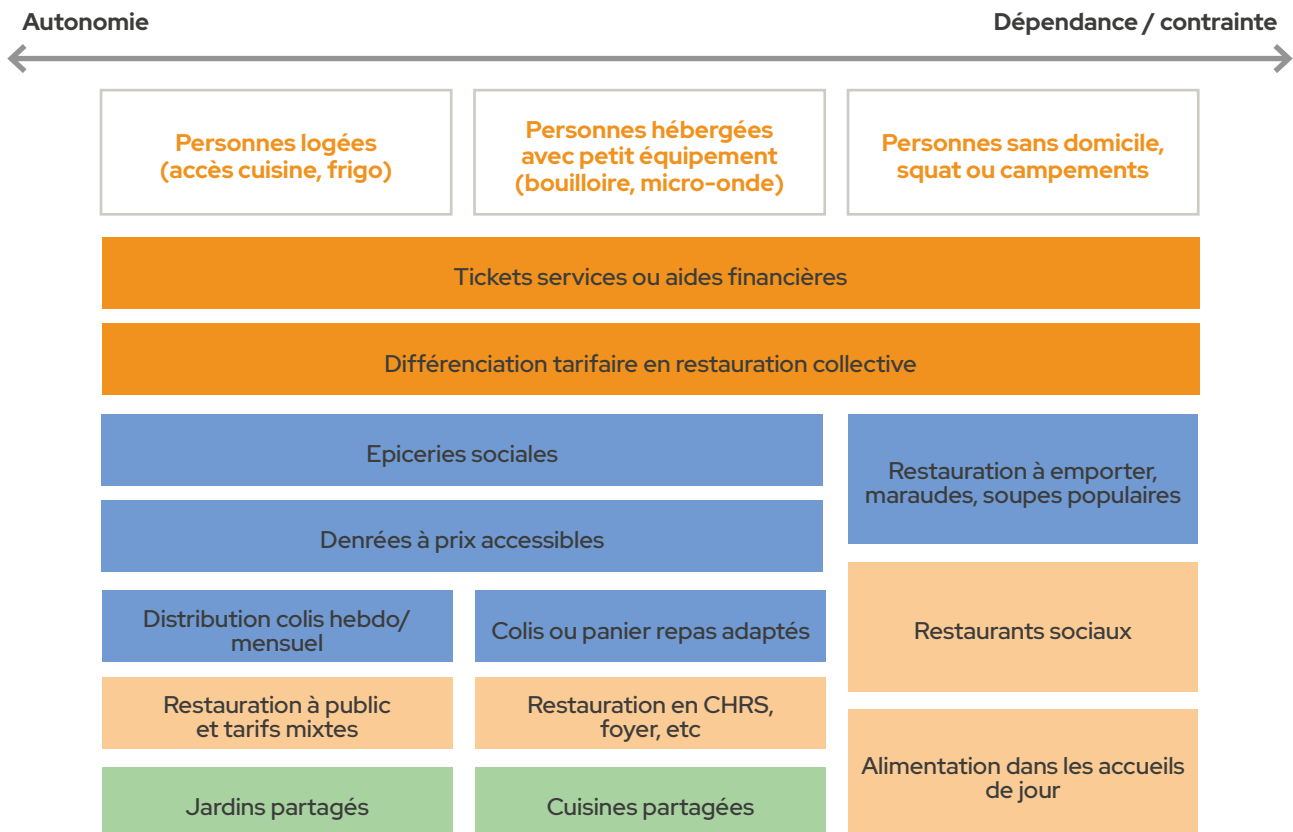 Autonomie
Dépendance / contrainte
Personnes logées
(accès cuisine, frigo)
Personnes hébergées
avec petit équipement
(bouilloire, micro-onde)
Personnes sans domicile,
squat ou campements
Tickets services ou aides financières
Différenciation tarifaire en restauration collective
Epiceries sociales
Restauration à emporter,
maraudes, soupes populaires
Denrées à prix accessibles
Distribution colis hebdo/
mensuel
Colis ou panier repas adaptés
Restaurants sociaux
Restauration à public
et tarifs mixtes
Restauration en CHRS,
foyer, etc
Alimentation dans les accueils
de jour
Jardins partagés
Cuisines partagées